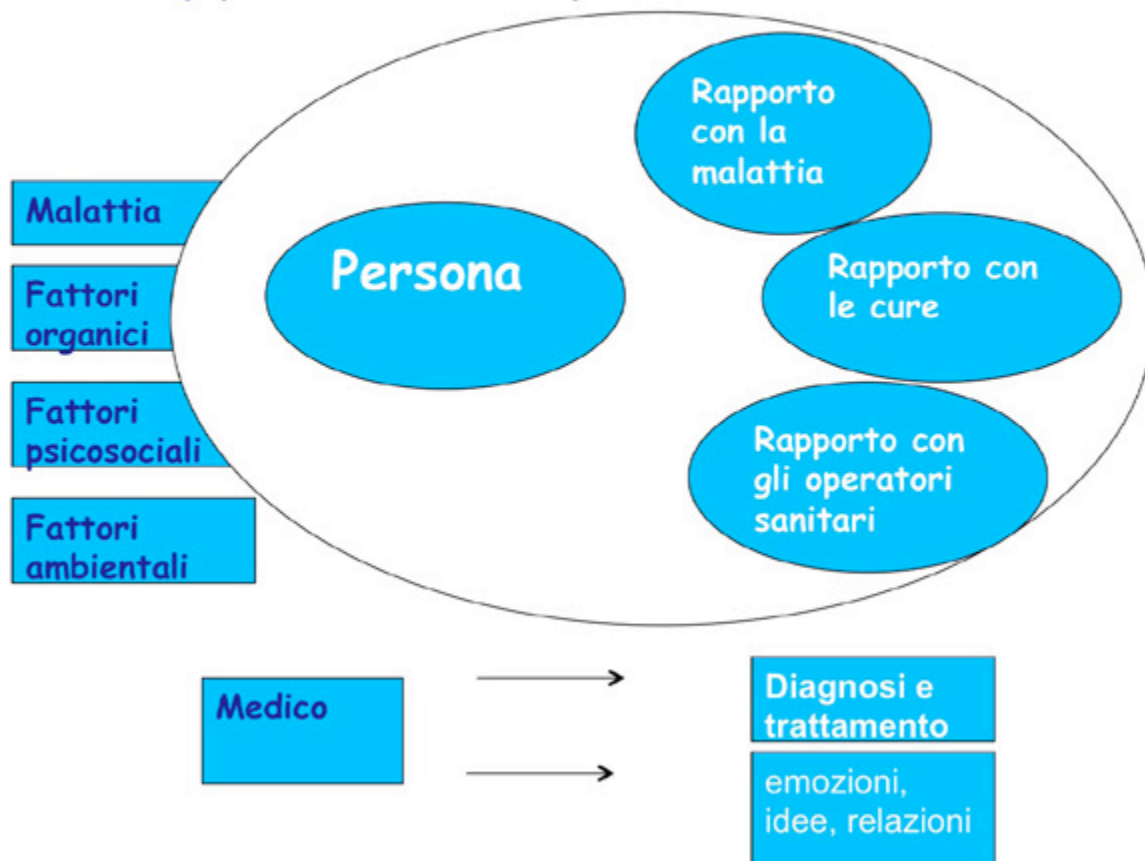 Rapporto
con la
malattia
Malattia
Persona
Rapporto con
le cure
Fattori
organici
Fattori
psicosociali
Rapporto con
gli operatori
sanitari
Fattori
ambientali
Medico
Diagnosi e
trattamento
emozioni,
idee, relazioni